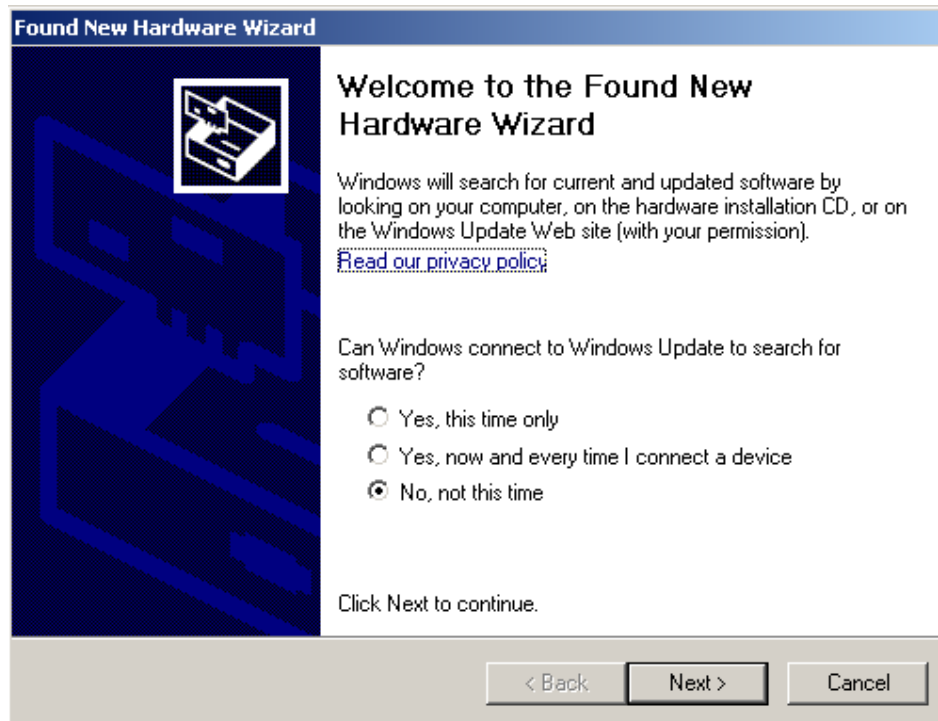 Found New Hardware Wizard
Welcome to the Found New
Hardware Wizard
Windows will search for current and updated software by
looking on your computer, on the hardware installation CD, or on
the Windows Update Web site (with your permission).
Read our privacy policy
Can Windows connect to Windows Update to search for
software?
Yes, this time only
Yes, now and every time I connect a device
No, not this time
Click Next to continue.
< Back
Next >
Cancel